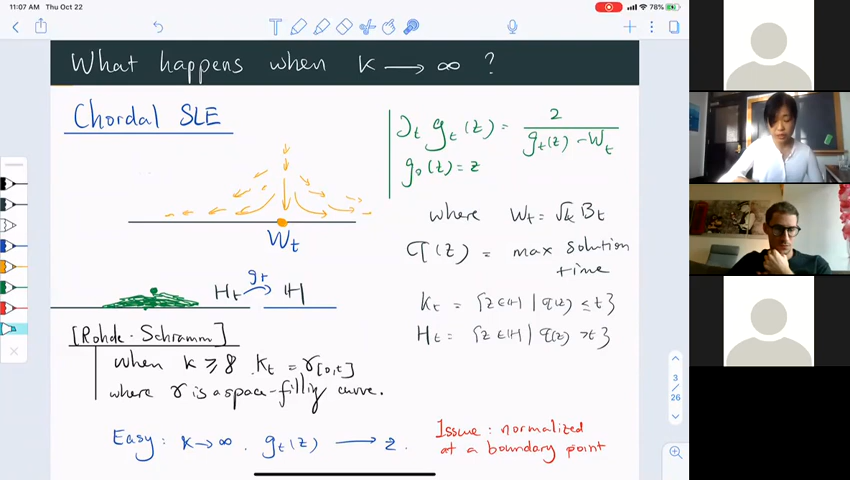 11:07 AM Thu Oct 22
78%
What happens when κ → ∞ ?
Chordal SLE
∂t gt(z) = 2 / gt(z) - Wt
g0(z) = z
Wt
where Wt = √κ Bt
τ(z) = max solution
time
Ht →gt ℍ
Kt = {z∈ℍ | τ(z) ≤ t}
Ht = {z∈ℍ | τ(z) > t}
[Rohde-Schramm]
when κ ≥ 8 Kt = γ[0,t]
where γ is a space-filling curve.
Easy: κ→∞. gt(z) → z.
Issue: normalized
at a boundary point
3
26